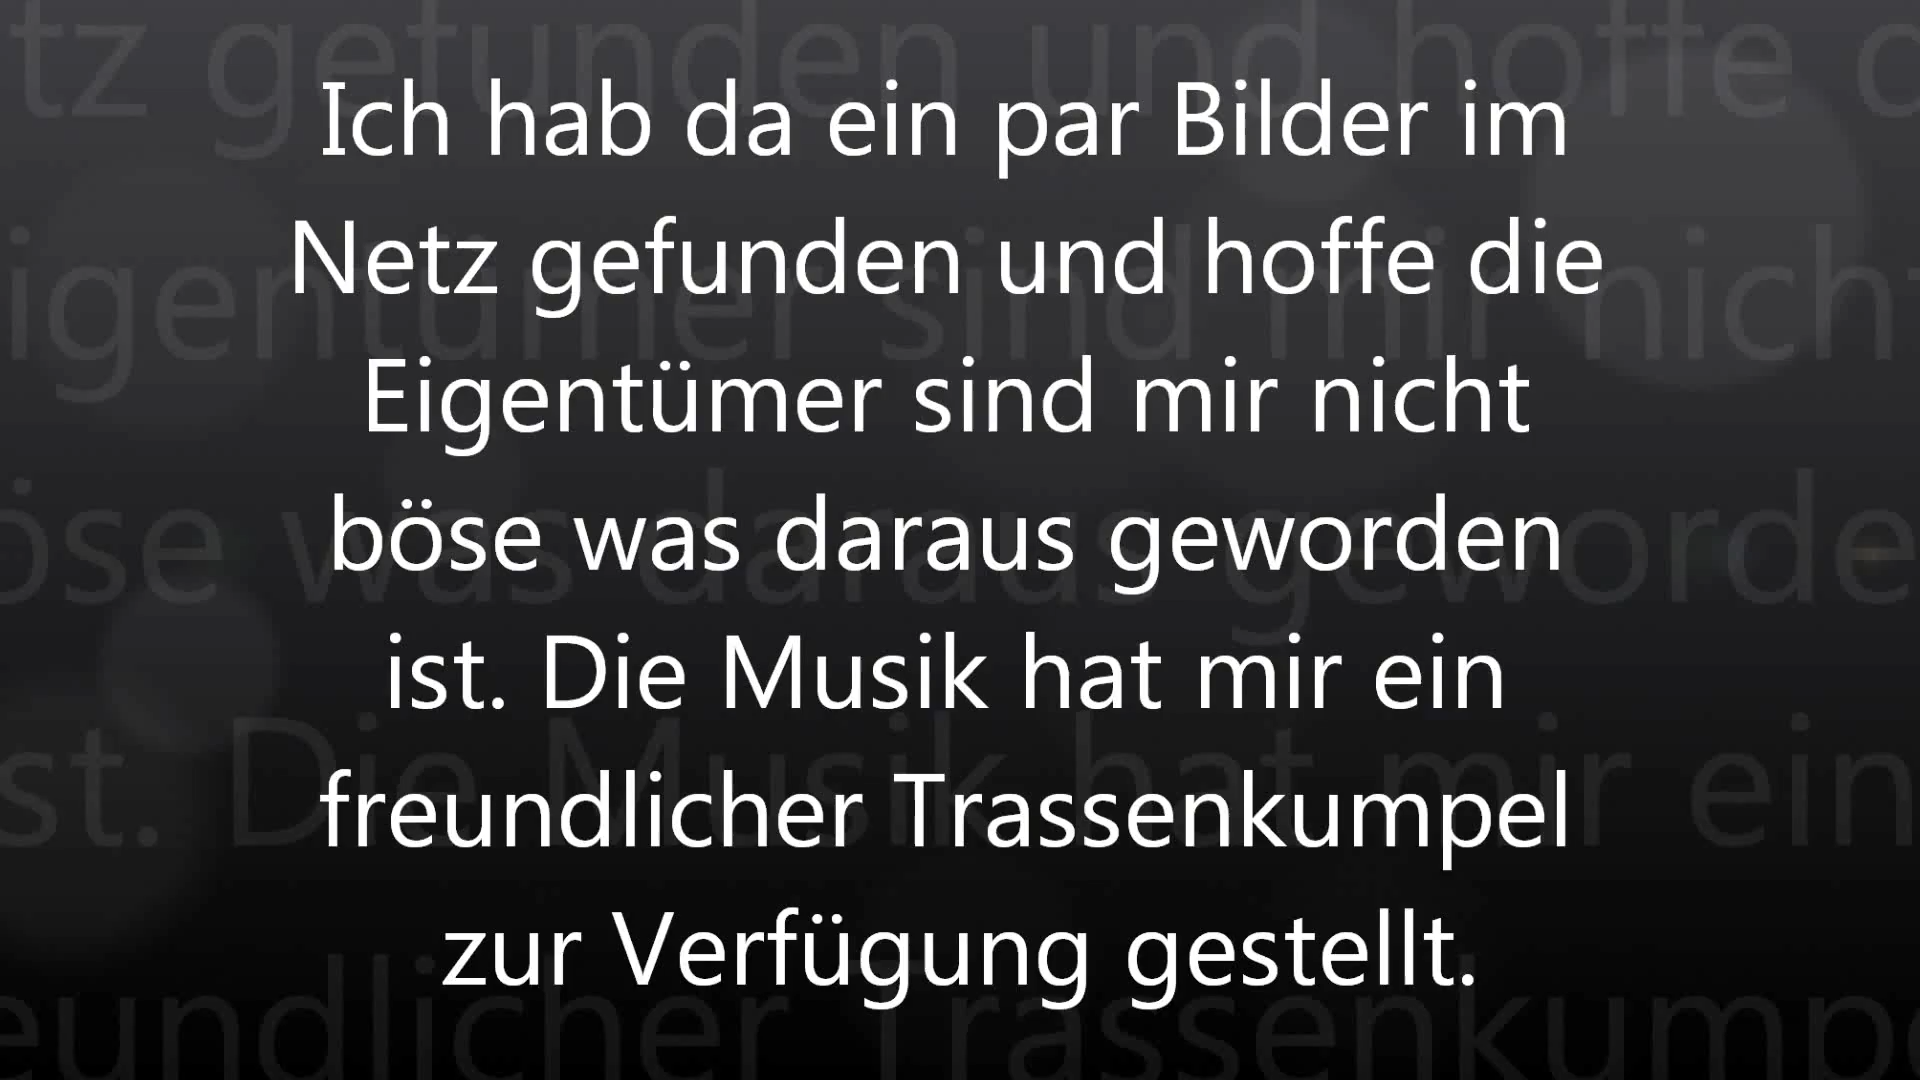 Ich hab da ein par Bilder im
Netz gefunden und hoffe die
Eigentümer sind mir nicht
böse was daraus geworden
ist. Die Musik hat mir ein
freundlicher Trassenkumpel
zur Verfügung gestellt.